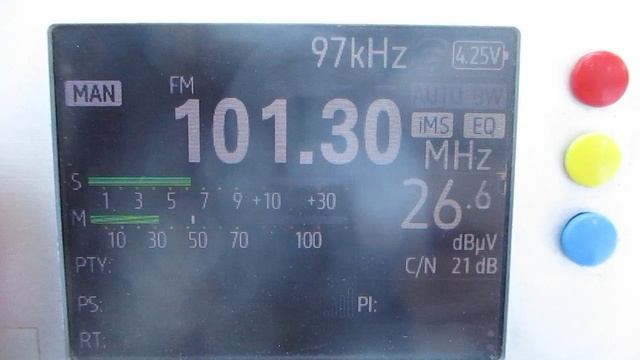 97kHz 4.25V
MAN FM AUTO BW
101.30 iMS EQ
MHz
S
1 3 5 7 9 +10 +30
26.6
M
10 30 50 70 100
dBµV
PTY: C/N 21 dB
PS: PI:
RT: